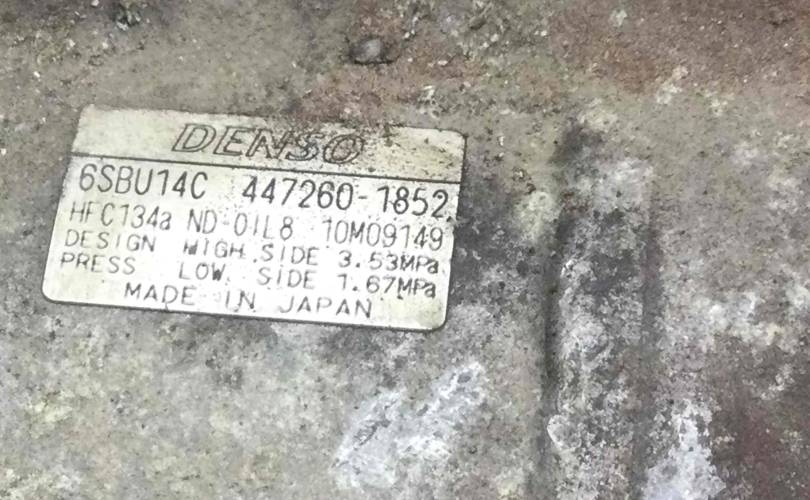 DENSO
6SBU14C 447260-1852
HFC134a ND-OIL8 10M09149
DESIGN HIGH SIDE 3.53MPa
PRESS LOW SIDE 1.67MPa
MADE IN JAPAN